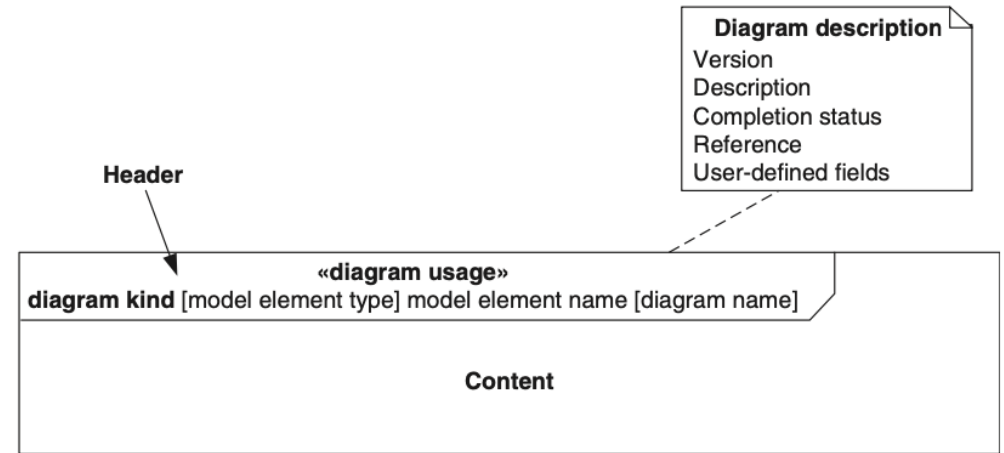 Diagram description
Version
Description
Completion status
Reference
User-defined fields
Header
«diagram usage»
diagram kind [model element type] model element name [diagram name]
Content